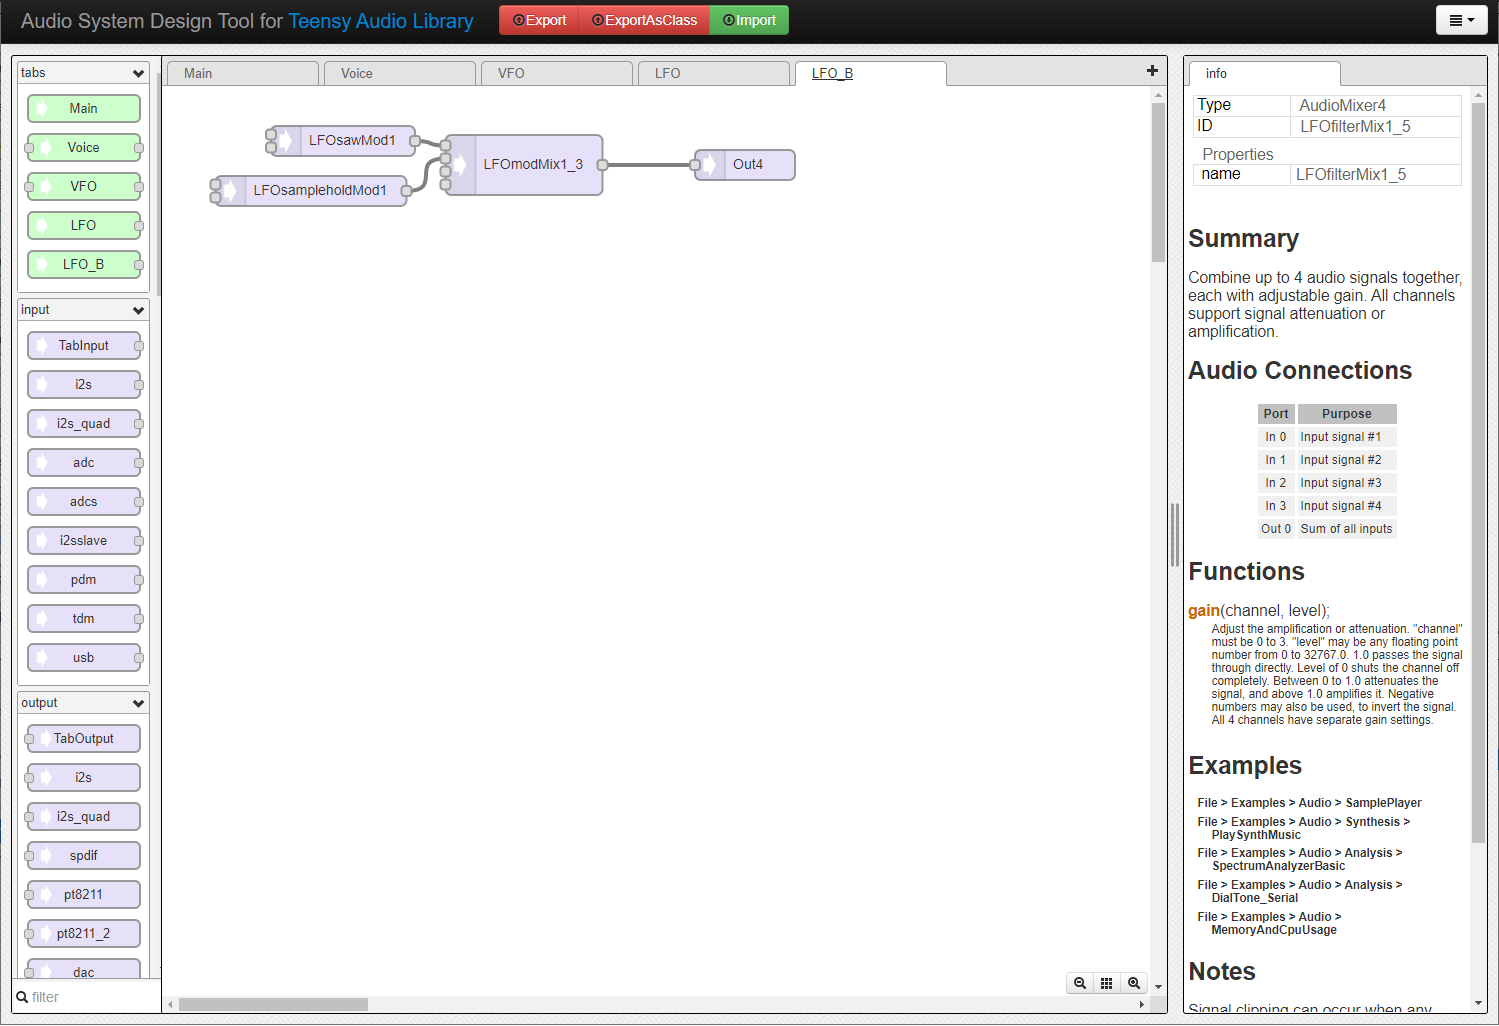 Audio System Design Tool for Teensy Audio Library
Export
ExportAsClass
Import
tabs
Main
Voice
VFO
LFO
LFO_B
input
TabInput
i2s
i2s_quad
adc
adcs
i2sslave
pdm
tdm
usb
output
TabOutput
i2s
i2s_quad
spdif
pt8211
pt8211_2
dac
filter
Main
Voice
VFO
LFO
LFO_B
LFOsawMod1
LFOsampleholdMod1
LFOmodMix1_3
Out4
info
Type AudioMixer4
ID LFOfilterMix1_5
Properties
name LFOfilterMix1_5
Summary
Combine up to 4 audio signals together,
each with adjustable gain. All channels
support signal attenuation or
amplification.
Audio Connections
Port Purpose
In 0 Input signal #1
In 1 Input signal #2
In 2 Input signal #3
In 3 Input signal #4
Out 0 Sum of all inputs
Functions
gain(channel, level);
Adjust the amplification or attenuation. "channel"
must be 0 to 3. "level" may be any floating point
number from 0 to 32767.0. 1.0 passes the signal
through directly. Level of 0 shuts the channel off
completely. Between 0 to 1.0 attenuates the
signal, and above 1.0 amplifies it. Negative
numbers may also be used, to invert the signal.
All 4 channels have separate gain settings.
Examples
File > Examples > Audio > SamplePlayer
File > Examples > Audio > Synthesis >
PlaySynthMusic
File > Examples > Audio > Analysis >
SpectrumAnalyzerBasic
File > Examples > Audio > Analysis >
DialTone_Serial
File > Examples > Audio >
MemoryAndCpuUsage
Notes
Signal clipping can occur when any